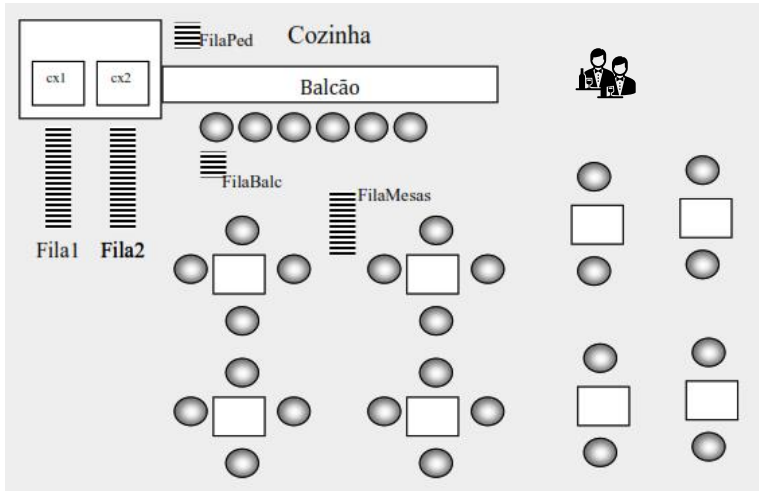 FilaPed
Cozinha
cx1
cx2
Balcão
FilaBalc
FilaMesas
Fila1
Fila2